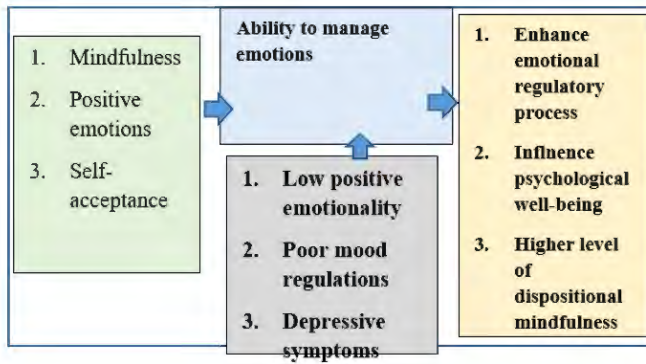 1. Mindfulness
2. Positive
emotions
3. Self-
acceptance
Ability to manage
emotions
1. Low positive
emotionality
2. Poor mood
regulations
3. Depressive
symptoms
1. Enhance
emotional
regulatory
process
2. Inflnence
psychological
well-being
3. Higher level
of
dispositional
mindfulness